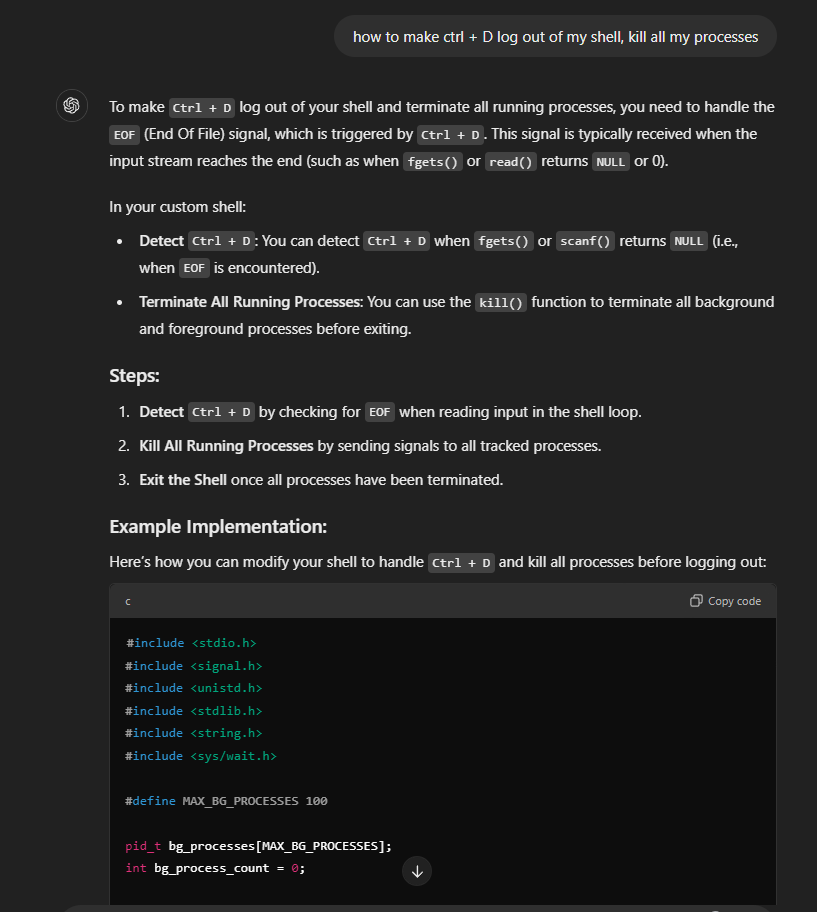 how to make ctrl + D log out of my shell, kill all my processes
To make Ctrl + D log out of your shell and terminate all running processes, you need to handle the
EOF (End Of File) signal, which is triggered by Ctrl + D. This signal is typically received when the
input stream reaches the end (such as when fgets() or read() returns NULL or 0).
In your custom shell:
• Detect Ctrl + D: You can detect Ctrl + D when fgets() or scanf() returns NULL (i.e.,
when EOF is encountered).
• Terminate All Running Processes: You can use the kill() function to terminate all background
and foreground processes before exiting.
Steps:
1. Detect Ctrl + D by checking for EOF when reading input in the shell loop.
2. Kill All Running Processes by sending signals to all tracked processes.
3. Exit the Shell once all processes have been terminated.
Example Implementation:
Here's how you can modify your shell to handle Ctrl + D and kill all processes before logging out:
c
Copy code
#include <stdio.h>
#include <signal.h>
#include <unistd.h>
#include <stdlib.h>
#include <string.h>
#include <sys/wait.h>
#define MAX_BG_PROCESSES 100
pid_t bg_processes[MAX_BG_PROCESSES];
int bg_process_count = 0;